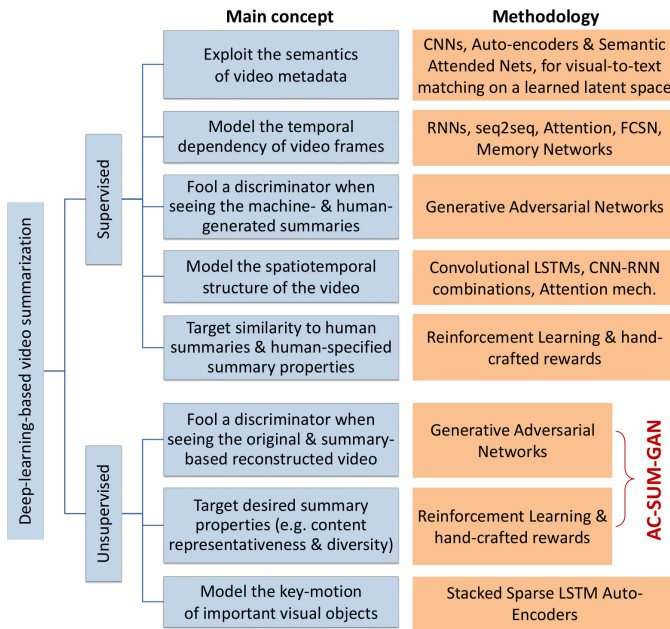 Main concept
Methodology
Deep-learning-based video summarization
Supervised
Exploit the semantics
of video metadata
CNNs, Auto-encoders & Semantic
Attended Nets, for visual-to-text
matching on a learned latent space
Model the temporal
dependency of video frames
RNNs, seq2seq, Attention, FCSN,
Memory Networks
Fool a discriminator when
seeing the machine- & human-
generated summaries
Generative Adversarial Networks
Model the spatiotemporal
structure of the video
Convolutional LSTMs, CNN-RNN
combinations, Attention mech.
Target similarity to human
summaries & human-specified
summary properties
Reinforcement Learning & hand-
crafted rewards
Unsupervised
Fool a discriminator when
seeing the original & summary-
based reconstructed video
Generative Adversarial
Networks
Target desired summary
properties (e.g. content
representativeness & diversity)
Reinforcement Learning &
hand-crafted rewards
AC-SUM-GAN
Model the key-motion
of important visual objects
Stacked Sparse LSTM Auto-
Encoders